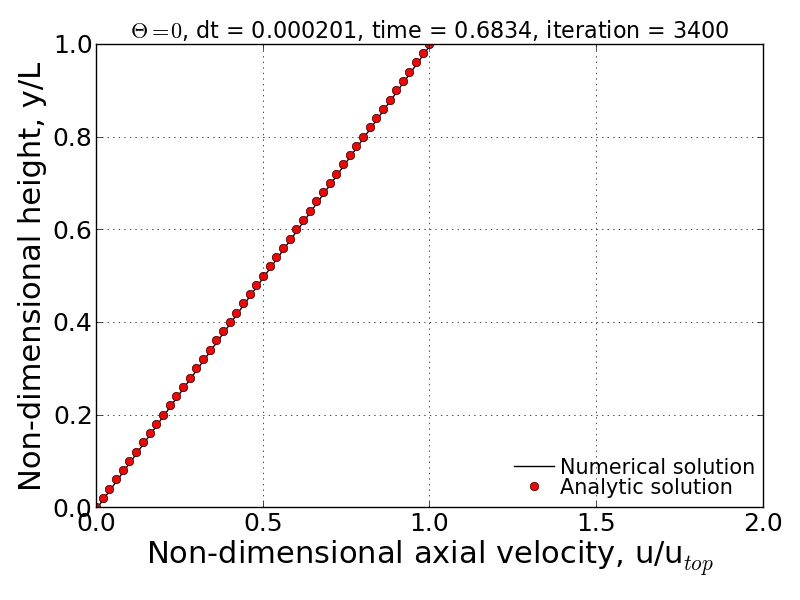 Θ=0, dt = 0.000201, time = 0.6834, iteration = 3400
Non-dimensional height, y/L
1.0
0.8
0.6
0.4
0.2
0.0
Numerical solution
Analytic solution
0.0 0.5 1.0 1.5 2.0
Non-dimensional axial velocity, u/u_top